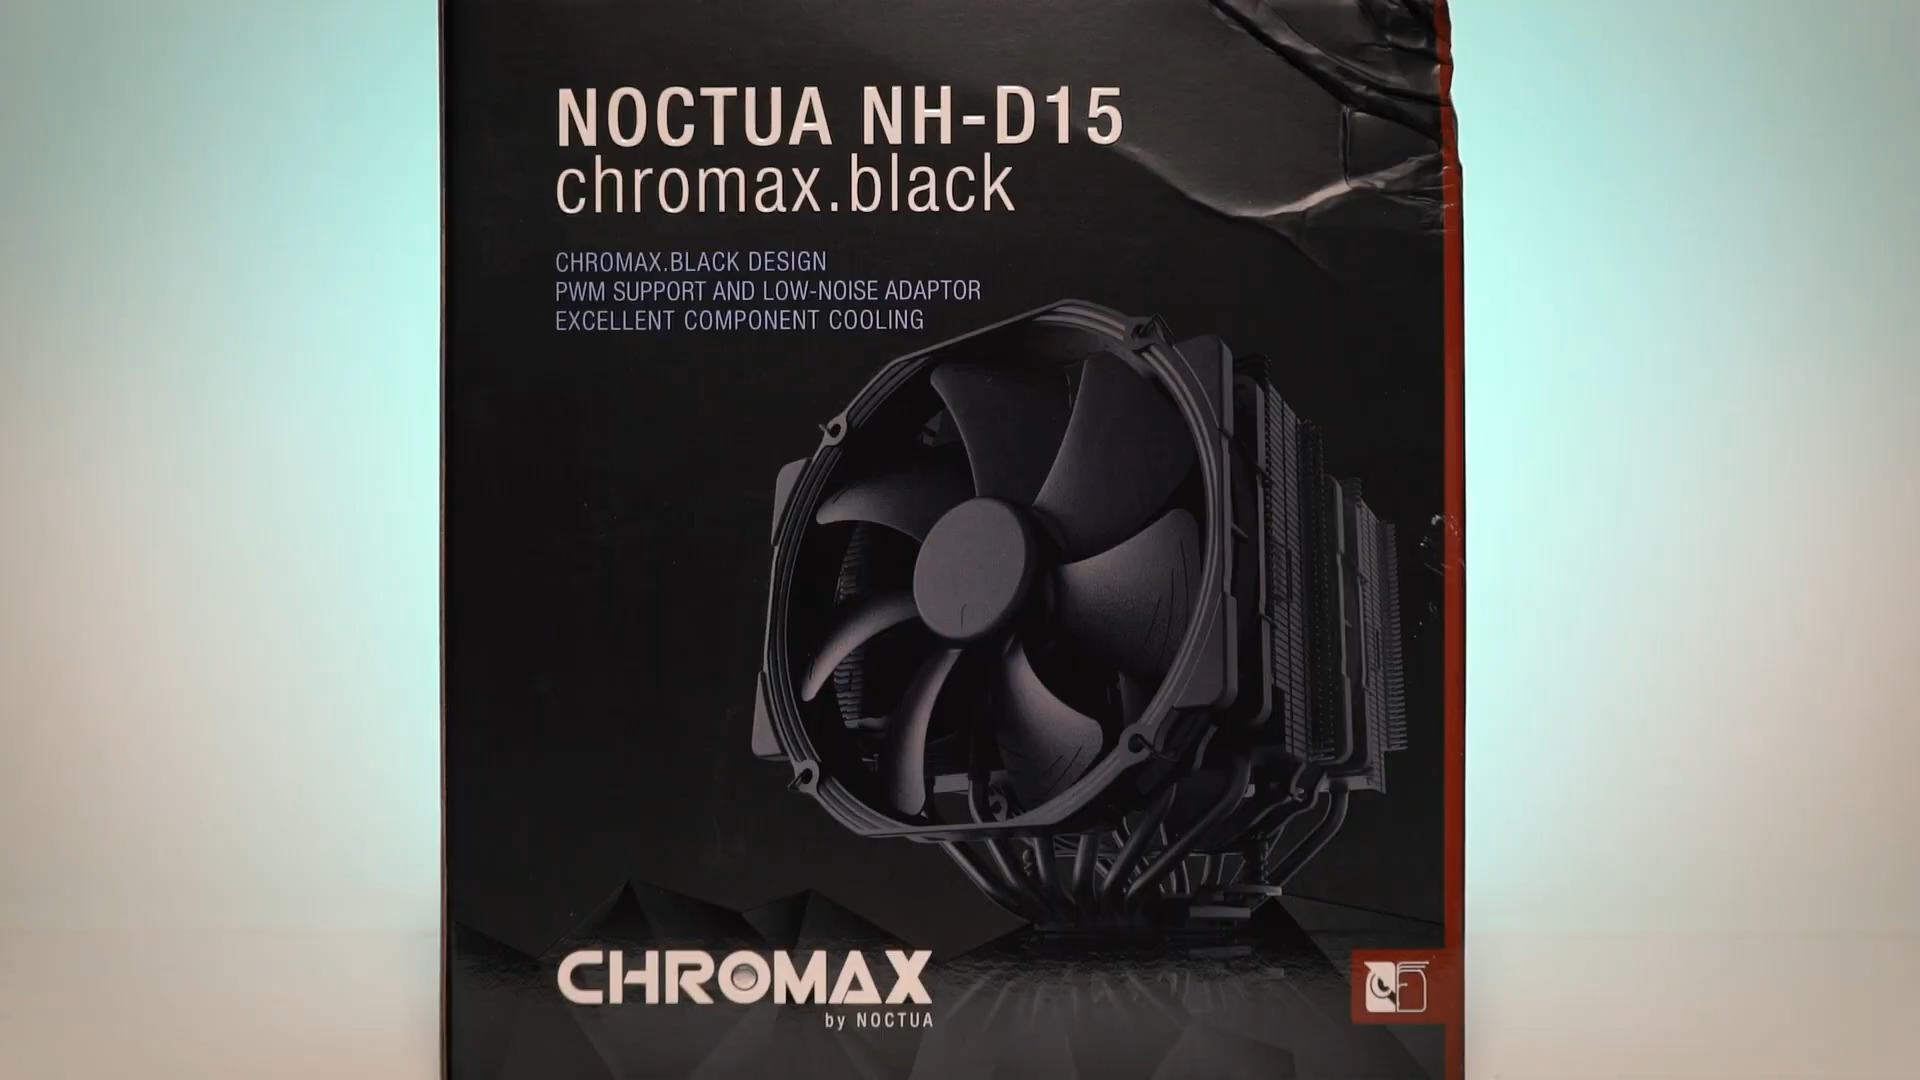 NOCTUA NH-D15
chromax.black
CHROMAX.BLACK DESIGN
PWM SUPPORT AND LOW-NOISE ADAPTOR
EXCELLENT COMPONENT COOLING
CHROMAX
by NOCTUA